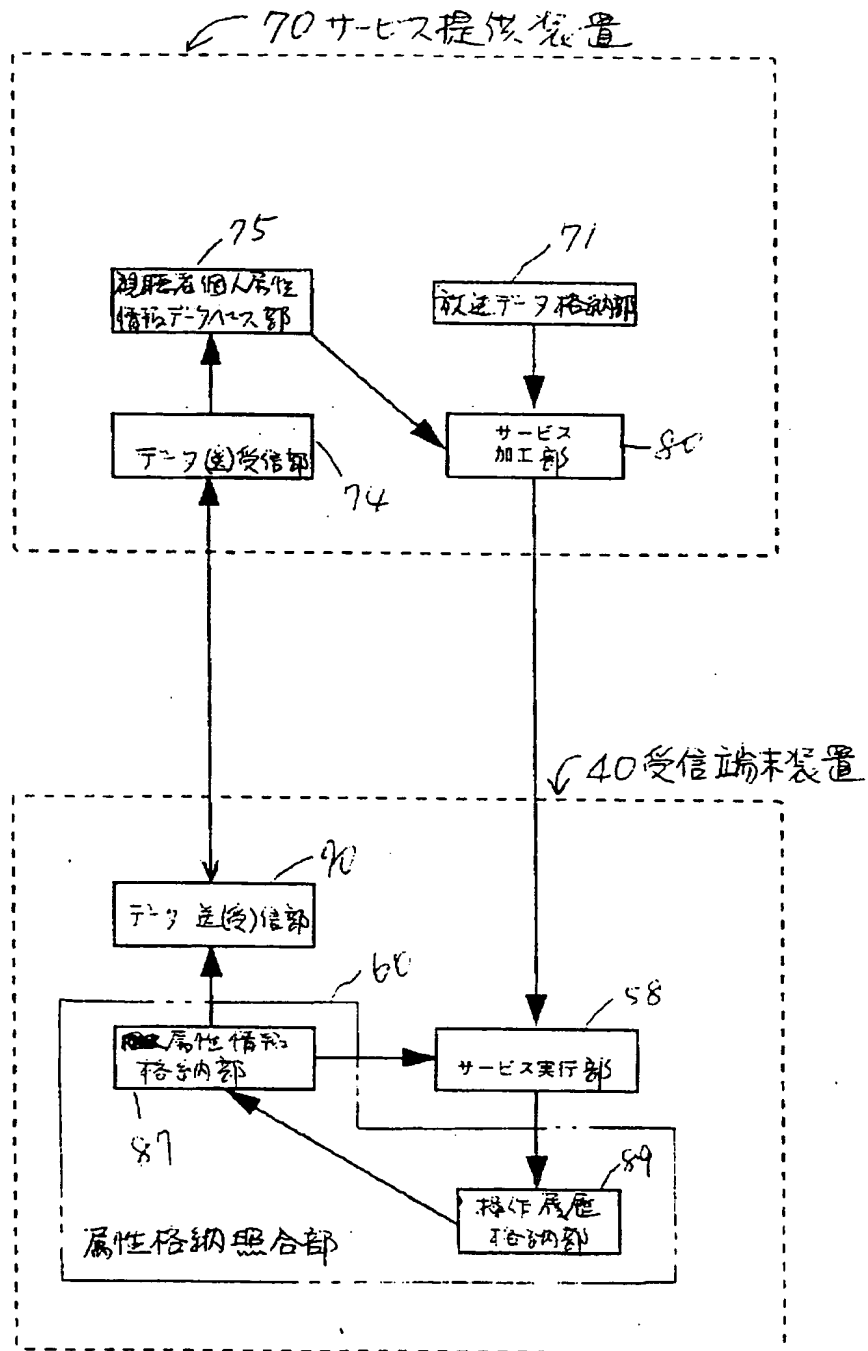 70 サービス提供装置
75
視聴者個人属性
情報データベース部
71
放送データ格納部
データ(送)受信部
74
サービス
加工部
80
40 受信端末装置
90
データ 送(受)信部
60
属性情報
格納部
87
58
サービス実行部
89
操作履歴
格納部
属性格納照合部